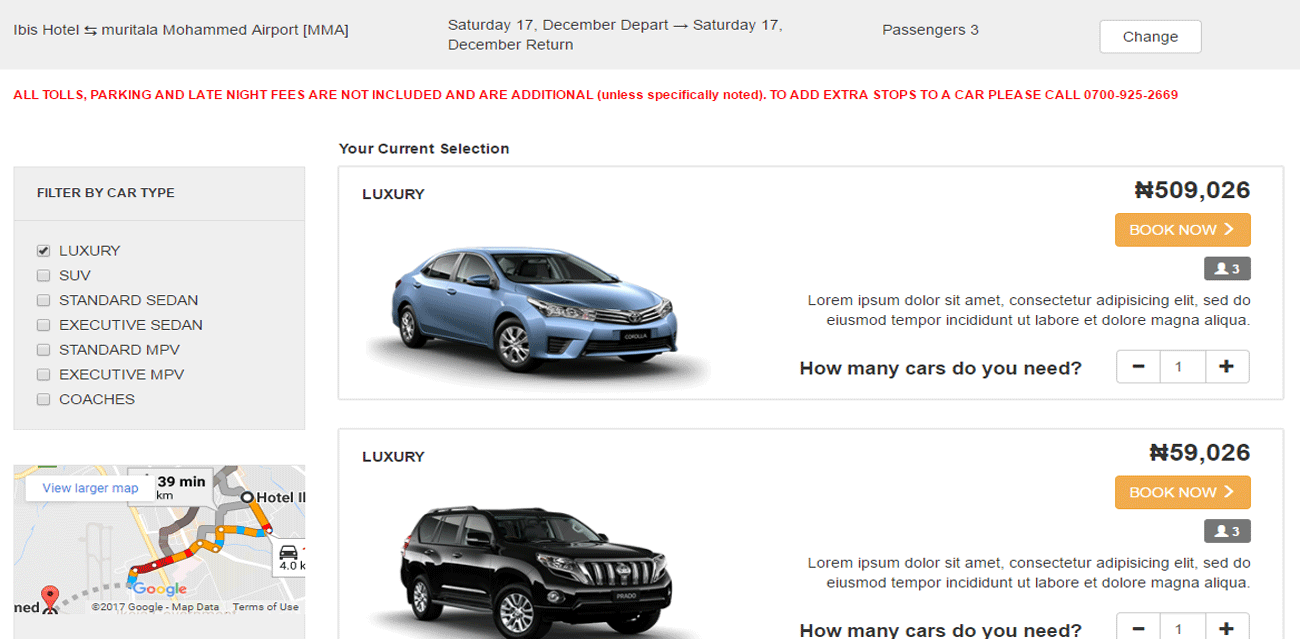 Ibis Hotel ⇆ muritala Mohammed Airport [MMA]
Saturday 17, December Depart → Saturday 17,
December Return
Passengers 3
Change
ALL TOLLS, PARKING AND LATE NIGHT FEES ARE NOT INCLUDED AND ARE ADDITIONAL (unless specifically noted). TO ADD EXTRA STOPS TO A CAR PLEASE CALL 0700-925-2669
FILTER BY CAR TYPE
LUXURY
SUV
STANDARD SEDAN
EXECUTIVE SEDAN
STANDARD MPV
EXECUTIVE MPV
COACHES
View larger map
39 min
km
Hotel I
4.0 k
ned
Google
©2017 Google - Map Data
Terms of Use
Your Current Selection
LUXURY
₦509,026
BOOK NOW
3
COROLLA
Lorem ipsum dolor sit amet, consectetur adipisicing elit, sed do
eiusmod tempor incididunt ut labore et dolore magna aliqua.
How many cars do you need?
− 1 +
LUXURY
₦59,026
BOOK NOW
3
PRADO
Lorem ipsum dolor sit amet, consectetur adipisicing elit, sed do
eiusmod tempor incididunt ut labore et dolore magna aliqua.
How many cars do you need?
− 1 +